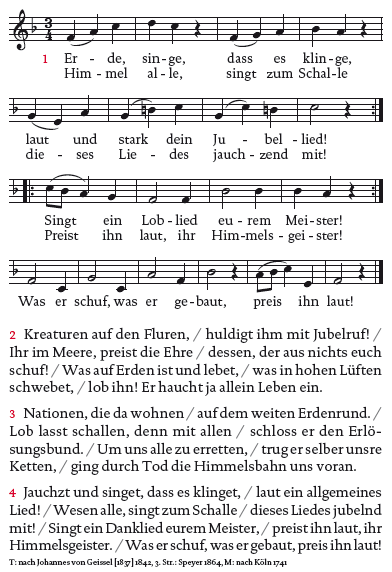 3
4
1 Er - de, sin - ge, dass es klin - ge,
Him - mel al - le, singt zum Schal - le
laut und stark dein Ju - bel - lied!
die - ses Lie - des jauch - zend mit!
Singt ein Lob - lied eu - rem Mei - ster!
Preist ihn laut, ihr Him - mels - gei - ster!
Was er schuf, was er ge - baut, preis ihn laut!
2 Kreaturen auf den Fluren, / huldigt ihm mit Jubelruf! /
Ihr im Meere, preist die Ehre / dessen, der aus nichts euch
schuf! / Was auf Erden ist und lebet, / was in hohen Lüften
schwebet, / lob ihn! Er haucht ja allein Leben ein.
3 Nationen, die da wohnen / auf dem weiten Erdenrund. /
Lob lasst schallen, denn mit allen / schloss er den Erlö-
sungsbund. / Um uns alle zu erretten, / trug er selber unsre
Ketten, / ging durch Tod die Himmelsbahn uns voran.
4 Jauchzt und singet, dass es klinget, / laut ein allgemeines
Lied! / Wesen alle, singt zum Schalle / dieses Liedes jubelnd
mit! / Singt ein Danklied eurem Meister, / preist ihn laut, ihr
Himmelsgeister. / Was er schuf, was er gebaut, preis ihn laut!
T: nach Johannes von Geissel [1837] 1842, 3. Str.: Speyer 1864, M: nach Köln 1741